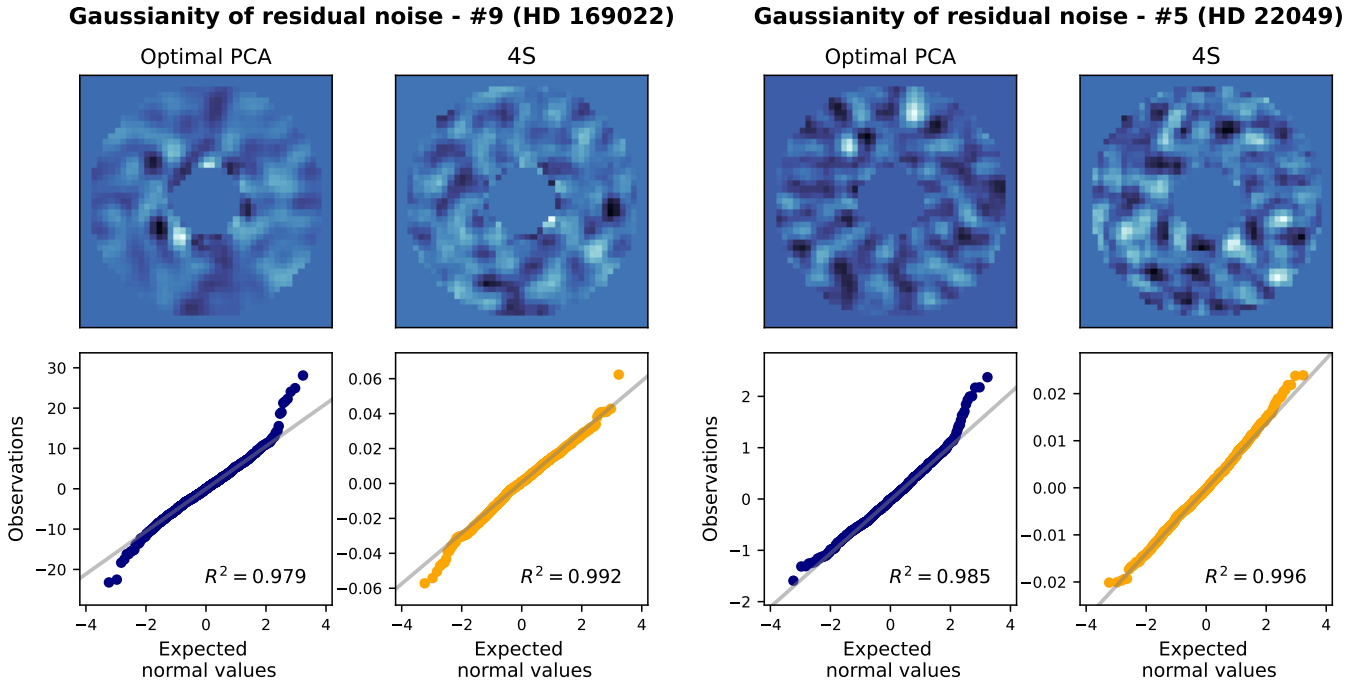 Gaussianity of residual noise - #9 (HD 169022)
Gaussianity of residual noise - #5 (HD 22049)
Optimal PCA
4S
Optimal PCA
4S
Observations
30
20
10
0
−10
−20
R² = 0.979
−4
−2
0
2
4
Expected
normal values
0.06
0.04
0.02
0.00
−0.02
−0.04
−0.06
R² = 0.992
−4
−2
0
2
4
Expected
normal values
Observations
2
1
0
−1
−2
R² = 0.985
−4
−2
0
2
4
Expected
normal values
0.02
0.01
0.00
−0.01
−0.02
R² = 0.996
−4
−2
0
2
4
Expected
normal values